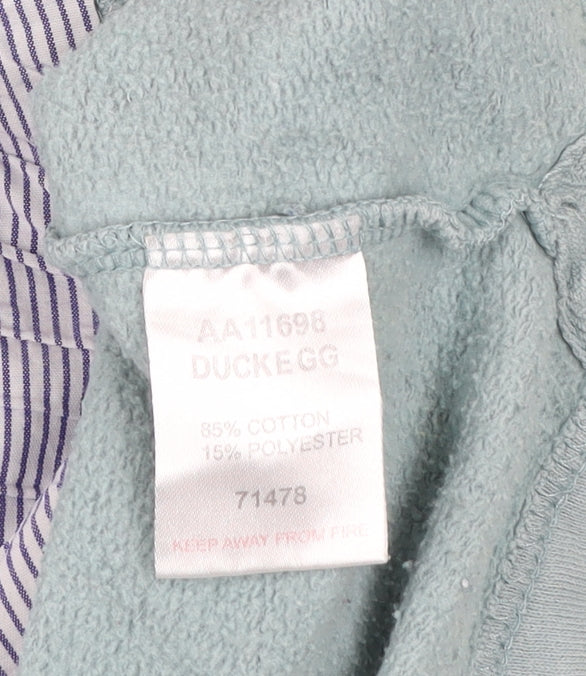 AA11698
DUCKEGG
85% COTTON
15% POLYESTER
71478
KEEP AWAY FROM FIRE